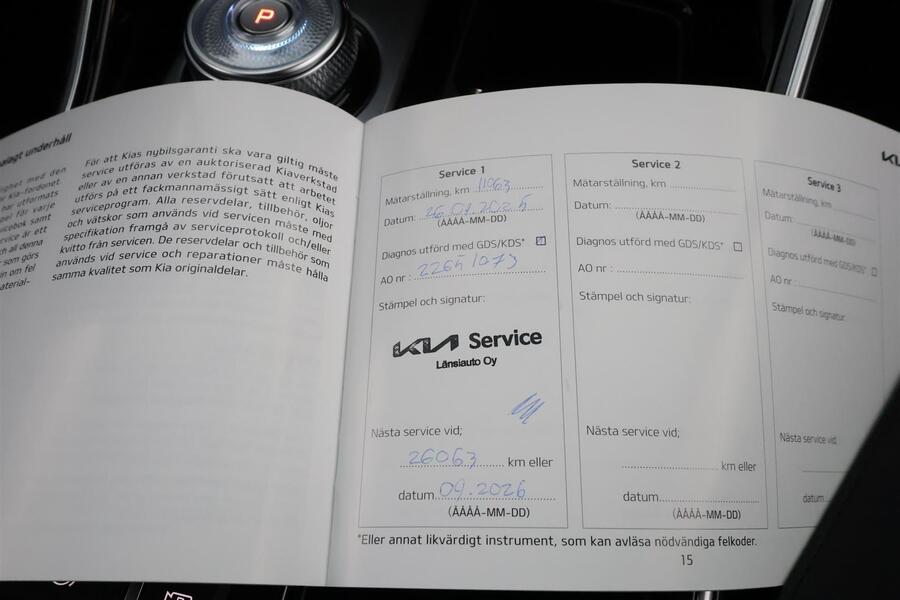 P
palagt underhåll
För att Kias nybilsgaranti ska vara giltig måste
service utföras av en auktoriserad Kiaverkstad
eller av en annan verkstad förutsatt att arbetet
utförs på ett fackmannamässigt sätt enligt Kias
serviceprogram. Alla reservdelar, tillbehör, oljor
och vätskor som används vid servicen måste med
specifikation framgå av serviceprotokoll och/eller
kvitto från servicen. De reservdelar och tillbehör som
används vid service och reparationer måste hålla
samma kvalitet som Kia originaldelar.
Service 1
Mätarställning, km 11063
Datum: 26.09.2025
(ÅÅÅÅ-MM-DD)
Diagnos utförd med GDS/KDS*
AO nr : 22651073
Stämpel och signatur:
KIA Service
Länsiauto Oy
Nästa service vid;
26063 km eller
datum 09.2026
(ÅÅÅÅ-MM-DD)
Service 2
Mätarställning, km
Datum:
(ÅÅÅÅ-MM-DD)
Diagnos utförd med GDS/KDS*
AO nr :
Stämpel och signatur:
Nästa service vid;
km eller
datum
(ÅÅÅÅ-MM-DD)
Service 3
Mätarställning, km
Datum:
(ÅÅÅÅ-MM-DD)
Diagnos utförd med GDS/KDS*
AO nr :
Stämpel och signatur:
Nästa service vid;
datum
*Eller annat likvärdigt instrument, som kan avläsa nödvändiga felkoder.
15